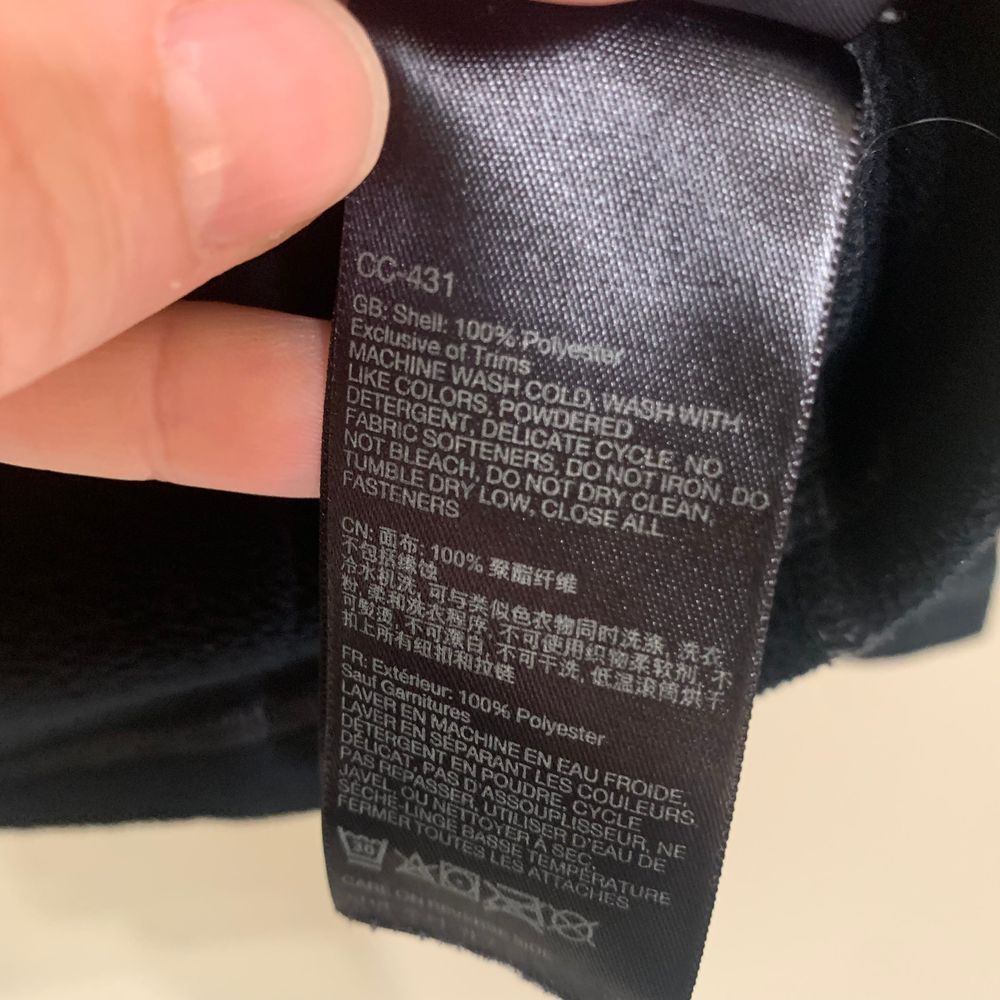 CC-431
GB: Shell: 100% Polyester
Exclusive of Trims
MACHINE WASH COLD, WASH WITH
LIKE COLORS, POWDERED
DETERGENT, DELICATE CYCLE, NO
FABRIC SOFTENERS, DO NOT IRON, DO
NOT BLEACH, DO NOT DRY CLEAN,
TUMBLE DRY LOW, CLOSE ALL
FASTENERS
CN: 面布: 100% 聚脂纤维
不包括缘蚀
冷水机洗, 可与类似色衣物同时洗涤, 洗衣
粉, 柔和洗衣程序, 不可使用织物柔软剂, 不
可熨烫, 不可漂白, 不可干洗, 低温滚筒烘干
扣上所有纽扣和拉链
FR: Extérieur: 100% Polyester
Sauf Garnitures
LAVER EN MACHINE EN EAU FROIDE,
DÉTERGER EN SÉPARANT LES COULEURS,
DÉTERGENT EN POUDRE, CYCLE
DÉLICAT, PAS D'ASSOUPLISSEUR, NE
PAS REPASSER, UTILISER D'EAU DE
JAVEL, OU NETTOYER À SEC,
SÈCHE-LINGE BASSE TEMPÉRATURE
FERMER TOUTES LES ATTACHES
30
CARE ON REVERSE SIDE